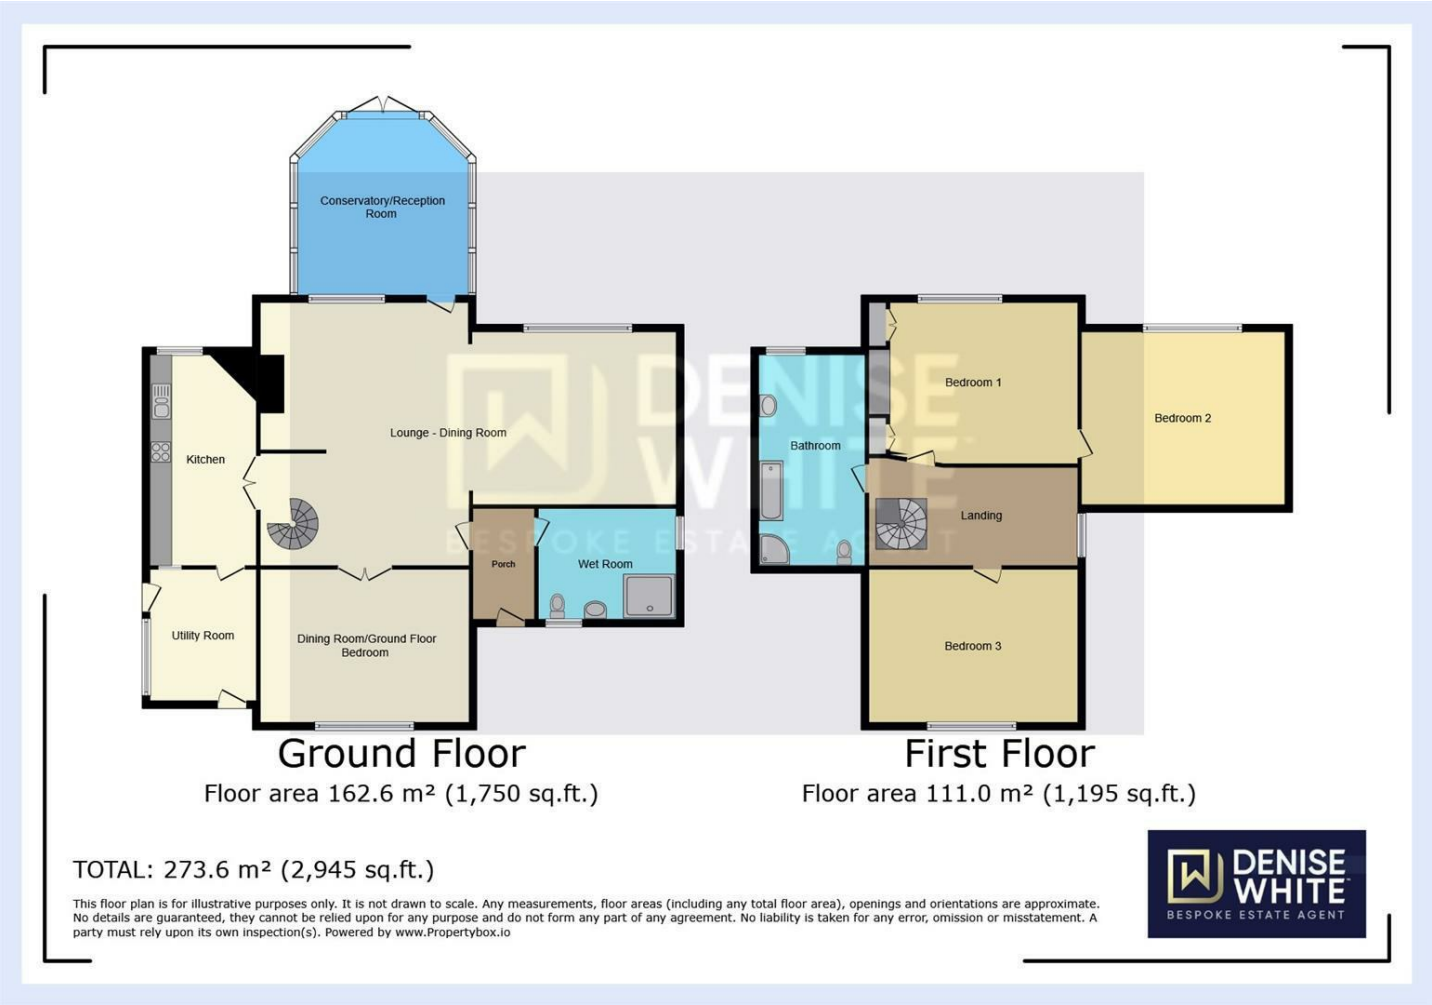 Conservatory/Reception
Room
Lounge - Dining Room
Kitchen
Porch
Wet Room
Utility Room
Dining Room/Ground Floor
Bedroom
Bedroom 1
Bedroom 2
Bathroom
Landing
Bedroom 3
DENISE
WHITE
BESPOKE ESTATE AGENT
Ground Floor
Floor area 162.6 m² (1,750 sq.ft.)
First Floor
Floor area 111.0 m² (1,195 sq.ft.)
TOTAL: 273.6 m² (2,945 sq.ft.)
This floor plan is for illustrative purposes only. It is not drawn to scale. Any measurements, floor areas (including any total floor area), openings and orientations are approximate.
No details are guaranteed, they cannot be relied upon for any purpose and do not form any part of any agreement. No liability is taken for any error, omission or misstatement. A
party must rely upon its own inspection(s). Powered by www.Propertybox.io
DENISE
WHITE™
BESPOKE ESTATE AGENT